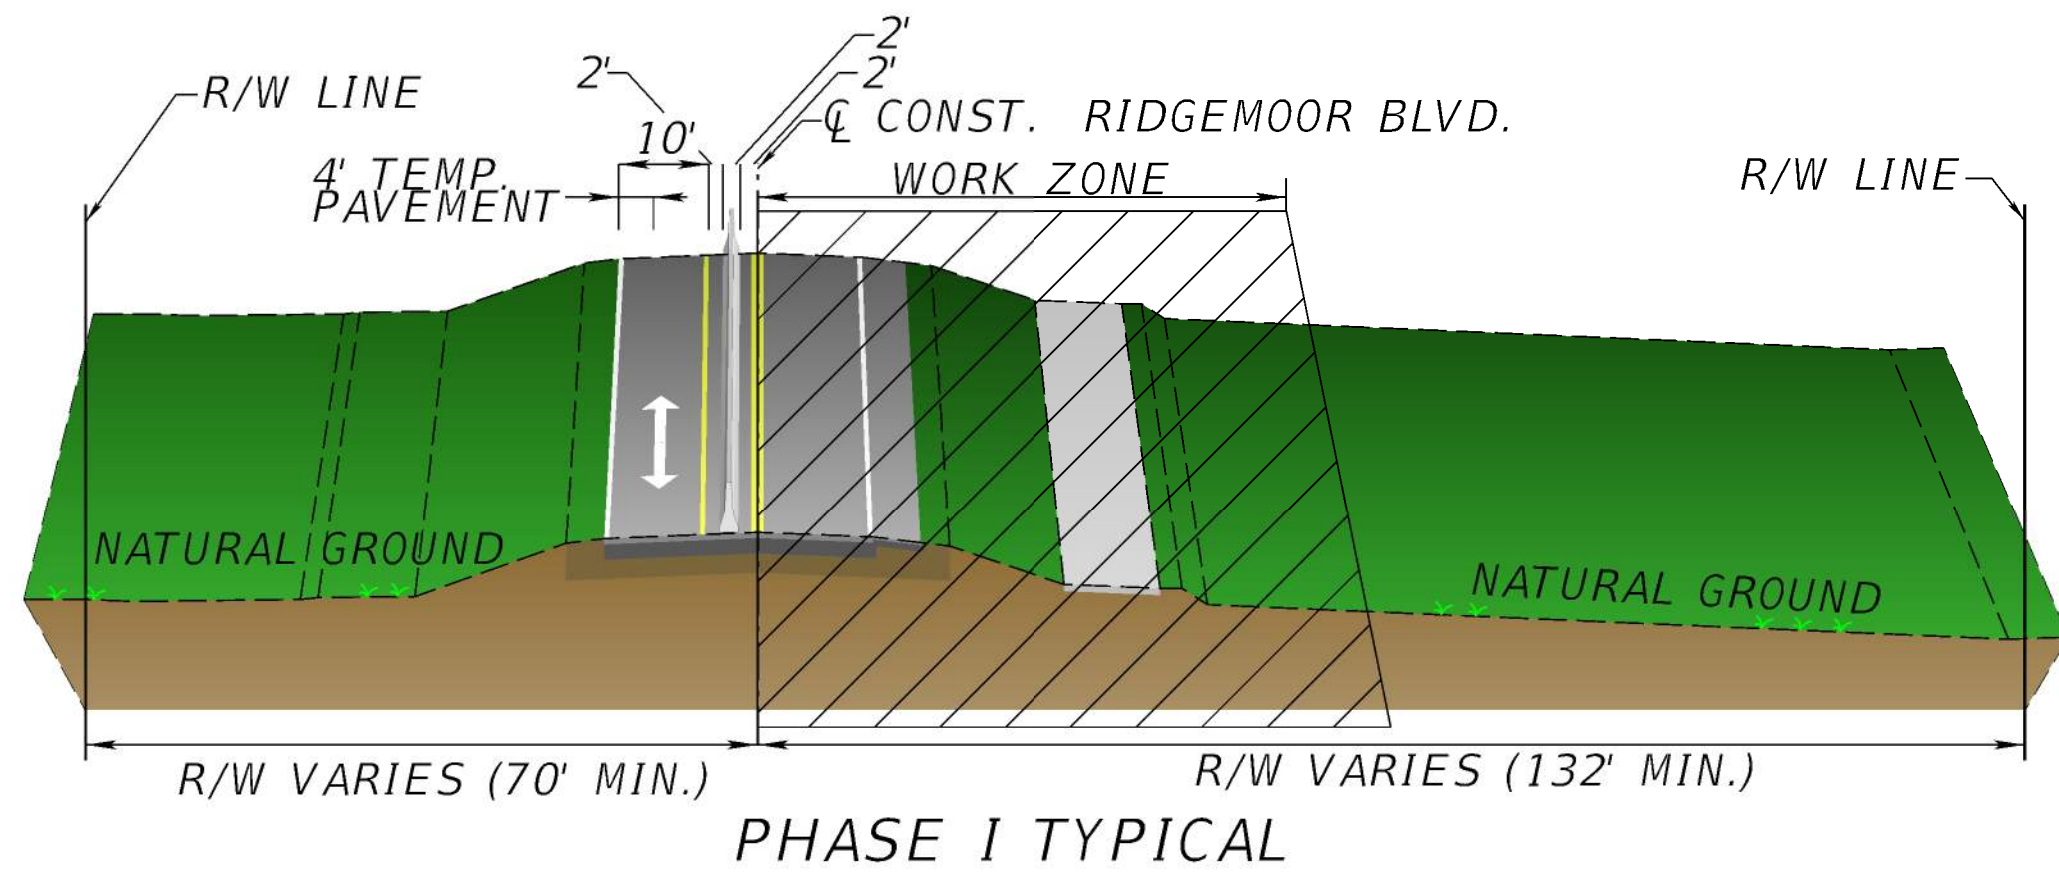 2'
2'
2'
R/W LINE
℄ CONST. RIDGEMOOR BLVD.
10'
4' TEMP.
PAVEMENT
WORK ZONE
R/W LINE
NATURAL GROUND
NATURAL GROUND
R/W VARIES (70' MIN.)
R/W VARIES (132' MIN.)
PHASE I TYPICAL